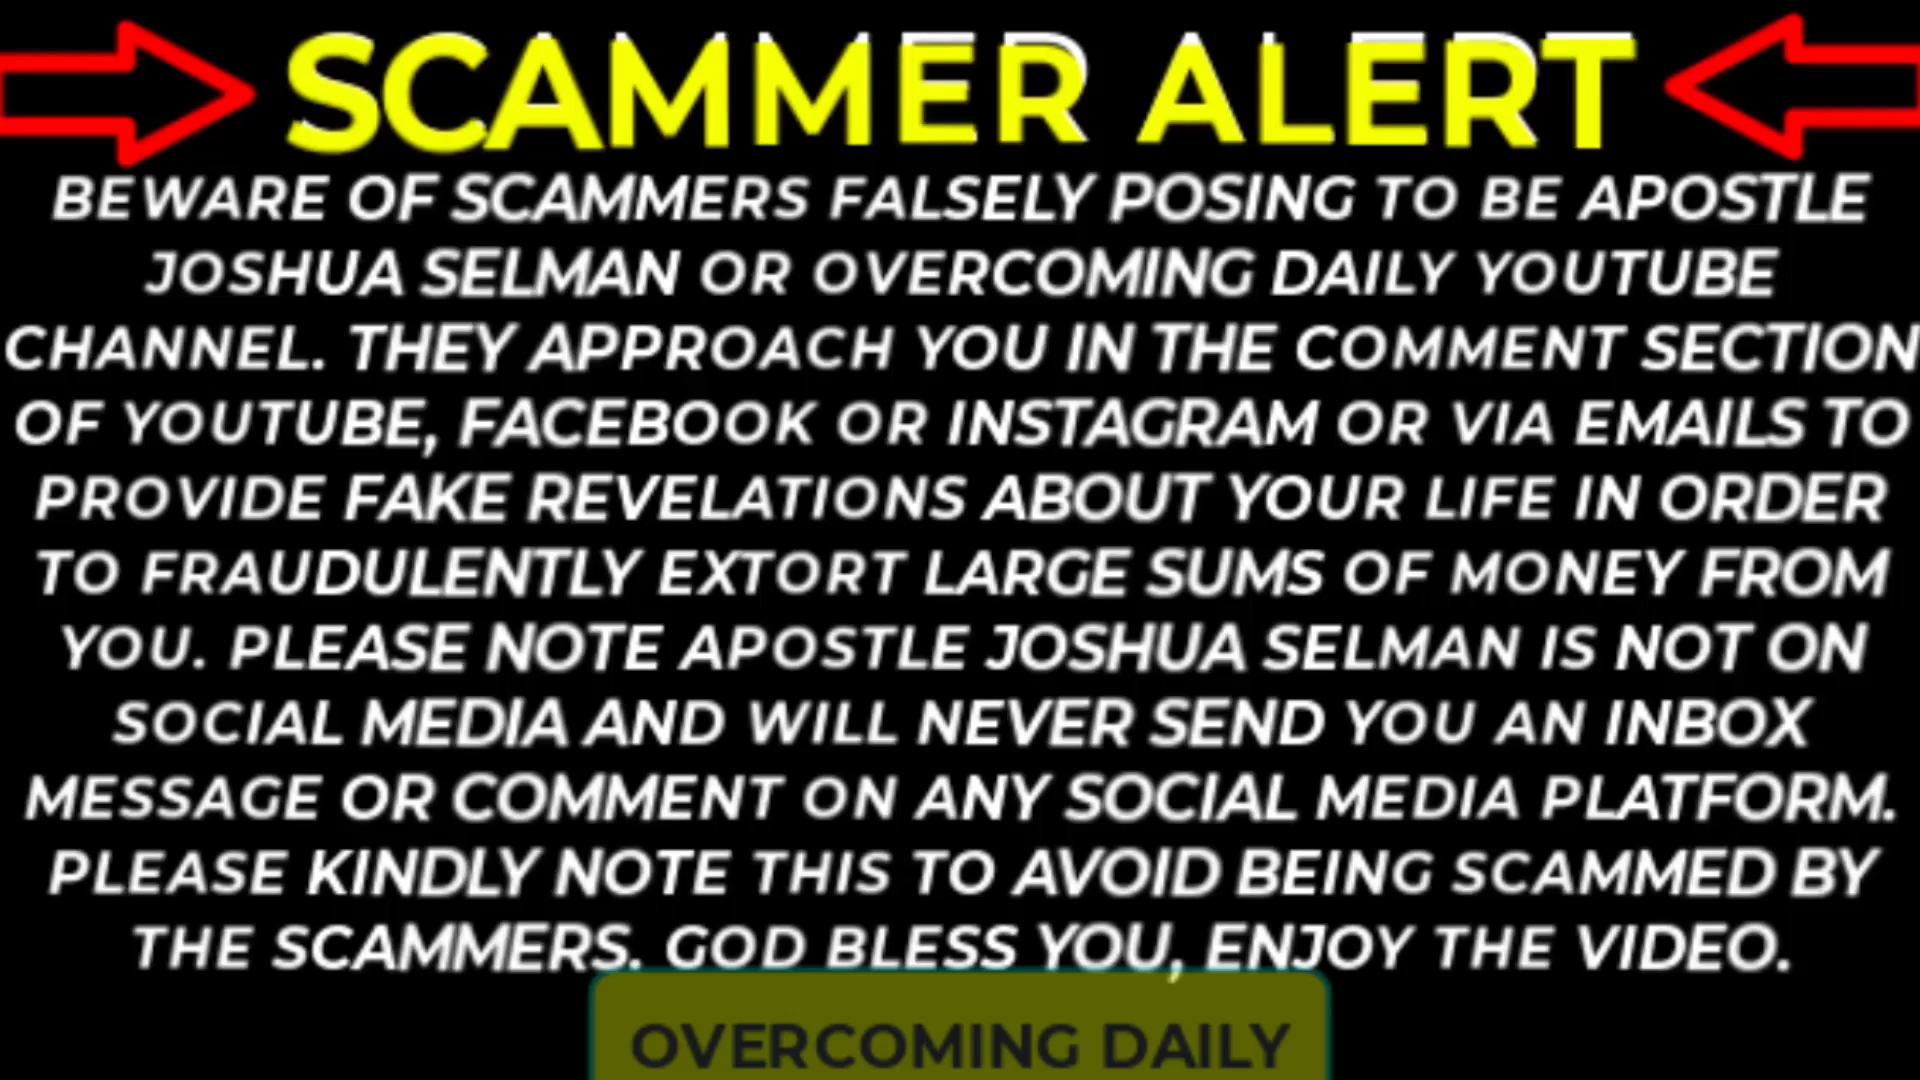 SCAMMER ALERT
BEWARE OF SCAMMERS FALSELY POSING TO BE APOSTLE
JOSHUA SELMAN OR OVERCOMING DAILY YOUTUBE
CHANNEL. THEY APPROACH YOU IN THE COMMENT SECTION
OF YOUTUBE, FACEBOOK OR INSTAGRAM OR VIA EMAILS TO
PROVIDE FAKE REVELATIONS ABOUT YOUR LIFE IN ORDER
TO FRAUDULENTLY EXTORT LARGE SUMS OF MONEY FROM
YOU. PLEASE NOTE APOSTLE JOSHUA SELMAN IS NOT ON
SOCIAL MEDIA AND WILL NEVER SEND YOU AN INBOX
MESSAGE OR COMMENT ON ANY SOCIAL MEDIA PLATFORM.
PLEASE KINDLY NOTE THIS TO AVOID BEING SCAMMED BY
THE SCAMMERS. GOD BLESS YOU, ENJOY THE VIDEO.
OVERCOMING DAILY